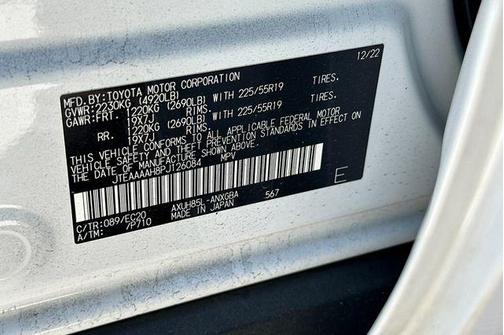 12/22
MFD.BY:TOYOTA MOTOR CORPORATION
GVWR:2230KG (4920LB)
GAWR:FRT. 1220KG (2690LB) WITH 225/55R19 TIRES.
19X7J RIMS.
RR. 1220KG (2690LB) WITH 225/55R19 TIRES.
19X7J RIMS.
THIS VEHICLE CONFORMS TO ALL APPLICABLE FEDERAL MOTOR
VEHICLE SAFETY AND THEFT PREVENTION STANDARDS IN EFFECT ON
THE DATE OF MANUFACTURE SHOWN ABOVE.
JTEAAAAH8PJ126084 MPV
C/TR:089/EC20 AXUH85L-ANXGBA
A/TM: /P710 MADE IN JAPAN 567
E